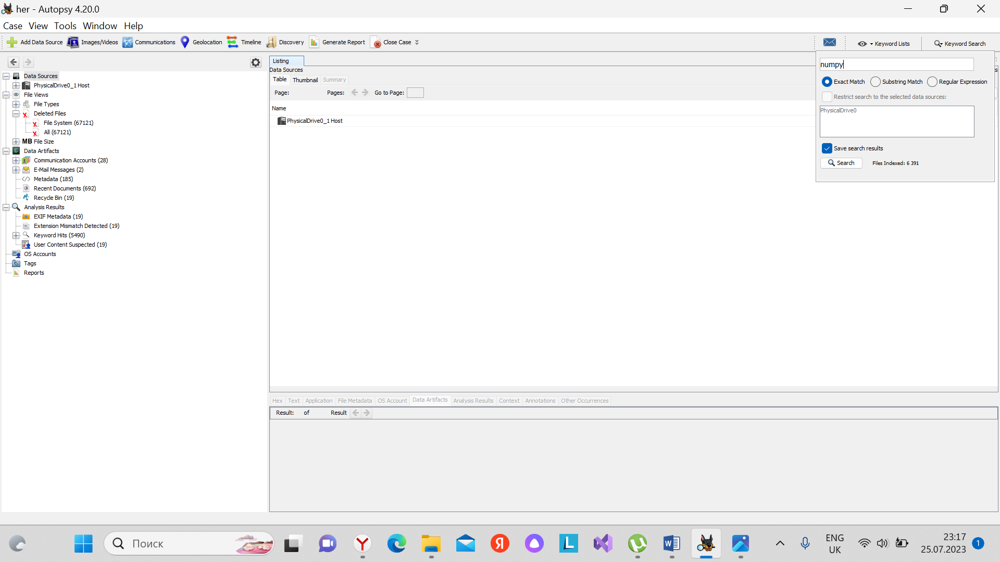 her - Autopsy 4.20.0
Case View Tools Window Help
Add Data Source Images/Videos Communications Geolocation Timeline Discovery Generate Report Close Case Keyword Lists Keyword Search
Listing
Data Sources
Table Thumbnail Summary
Page: Pages: Go to Page:
Name
PhysicalDrive0_1 Host
numpy
Exact Match Substring Match Regular Expression
Restrict search to the selected data sources:
PhysicalDrive0
Save search results
Search Files Indexed: 6 391
Data Sources
PhysicalDrive0_1 Host
File Views
File Types
Deleted Files
File System (67121)
All (67121)
MB File Size
Data Artifacts
Communication Accounts (28)
E-Mail Messages (2)
Metadata (185)
Recent Documents (692)
Recycle Bin (19)
Analysis Results
EXIF Metadata (19)
Extension Mismatch Detected (19)
Keyword Hits (5490)
User Content Suspected (19)
OS Accounts
Tags
Reports
Hex Text Application File Metadata OS Account Data Artifacts Analysis Results Context Annotations Other Occurrences
Result: of Result
Поиск
ENG
UK
23:17
25.07.2023
1